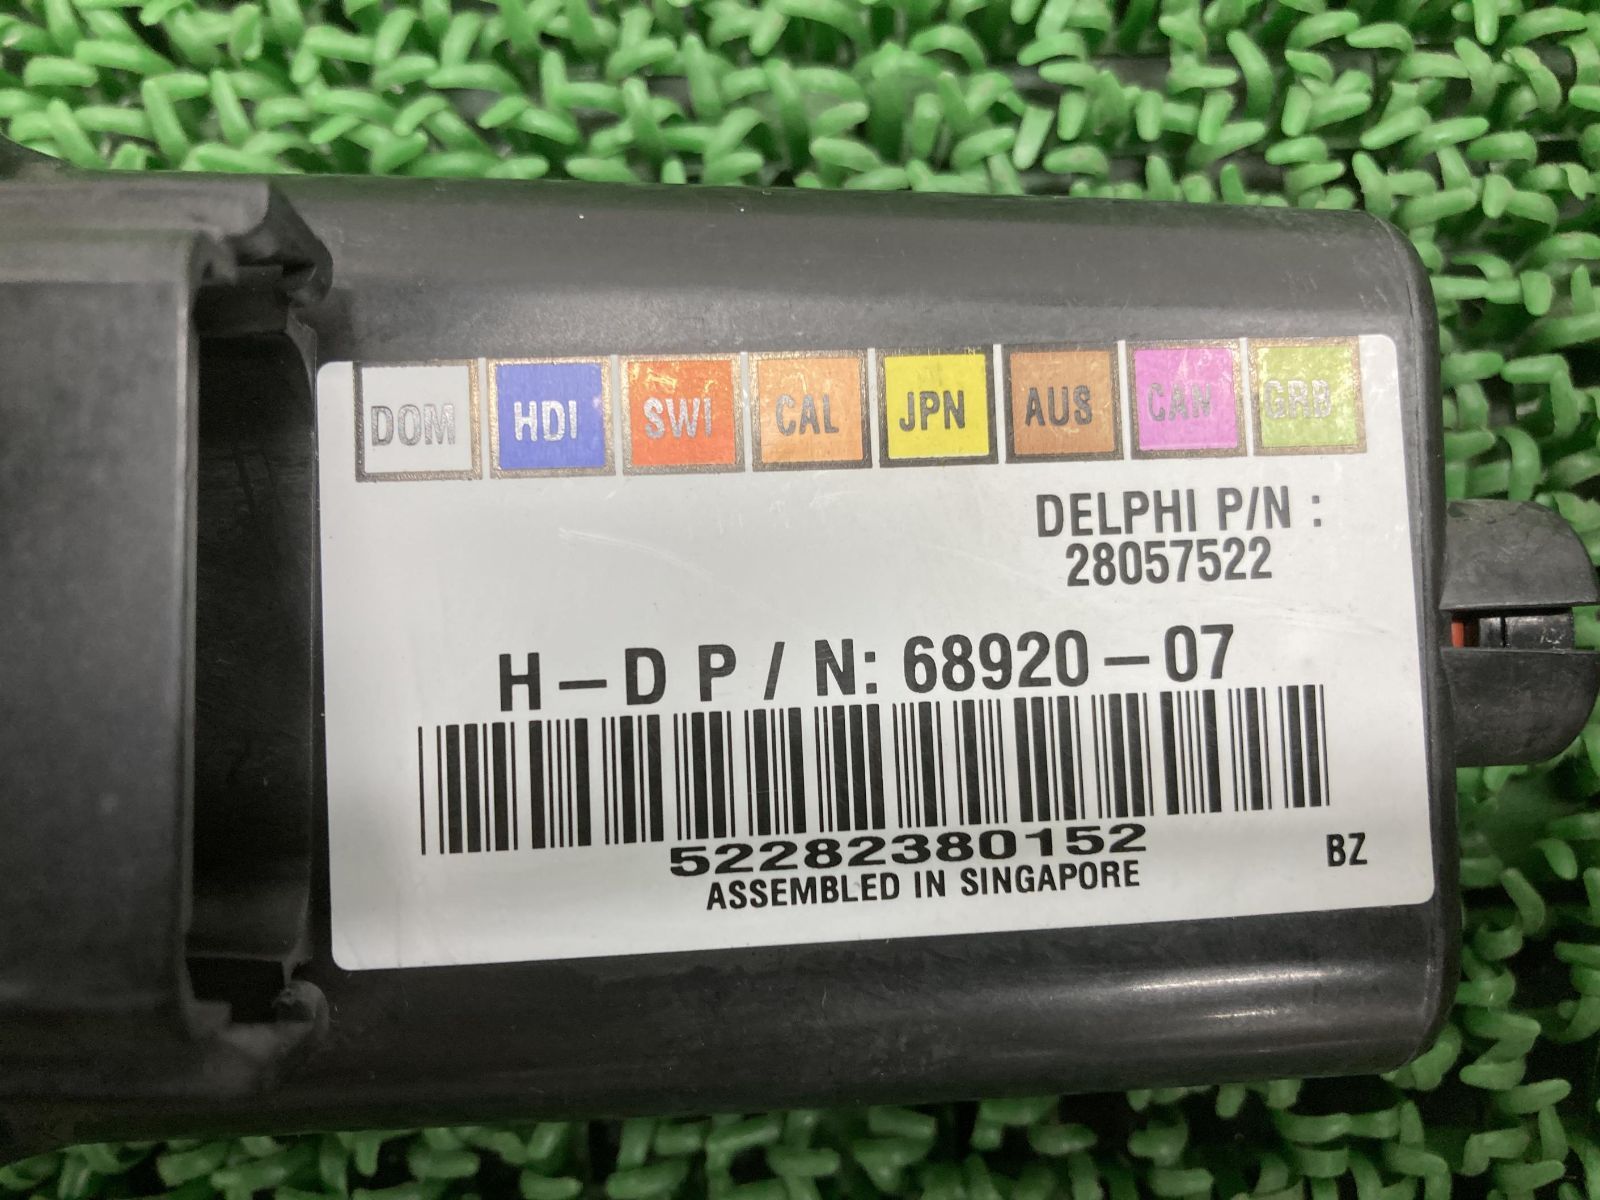 DOM HDI SWI CAL JPN AUS CAN GRB
DELPHI P/N :
28057522
H-D P/N: 68920-07
52282380152
ASSEMBLED IN SINGAPORE
BZ